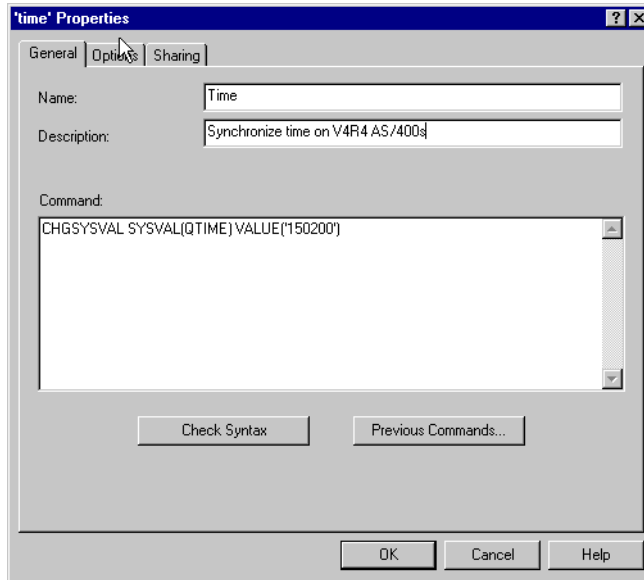 'time' Properties
General Options Sharing
Name: Time
Description: Synchronize time on V4R4 AS/400s
Command:
CHGSYSVAL SYSVAL(QTIME) VALUE('150200')
Check Syntax Previous Commands...
OK Cancel Help